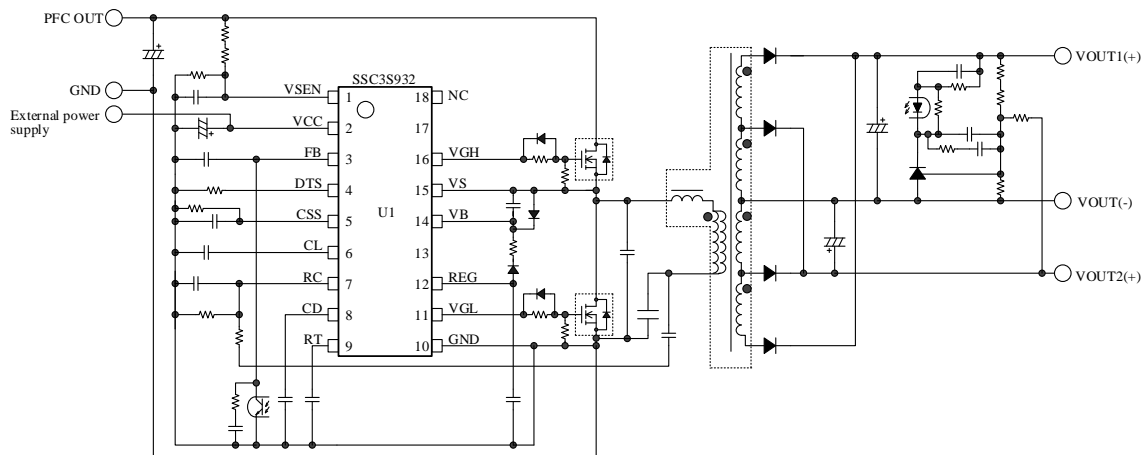 PFC OUT
GND
External power
supply
SSC3S932
U1
VSEN 1
VCC 2
FB 3
DTS 4
CSS 5
CL 6
RC 7
CD 8
RT 9
18 NC
17
16 VGH
15 VS
14 VB
13
12 REG
11 VGL
10 GND
VOUT1(+)
VOUT(-)
VOUT2(+)